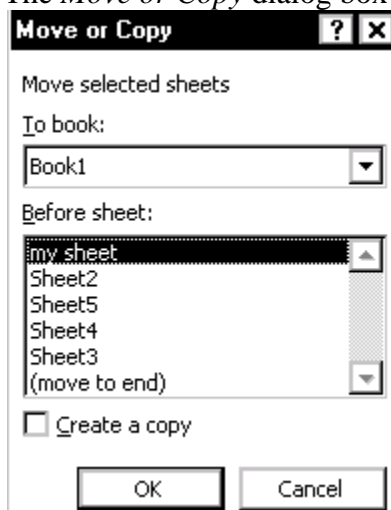 The Move or Copy dialog box
Move or Copy ? x
Move selected sheets
To book:
Book1
Before sheet:
my sheet
Sheet2
Sheet5
Sheet4
Sheet3
(move to end)
Create a copy
OK Cancel